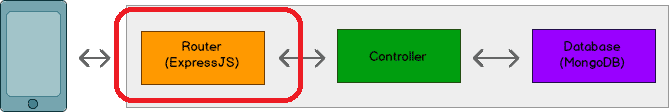 Router
(ExpressJS)
Controller
Database
(MongoDB)